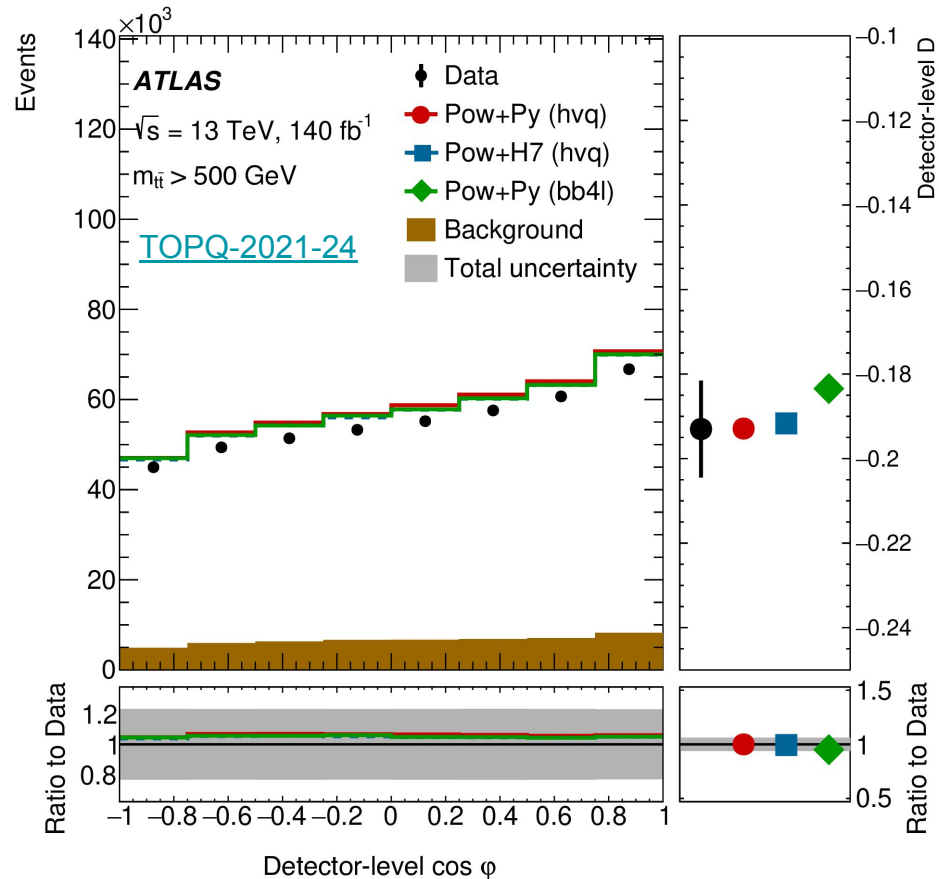 ×10³
Events
140
120
100
80
60
40
20
0
ATLAS
√s = 13 TeV, 140 fb⁻¹
m_tt̄ > 500 GeV
TOPQ-2021-24
Data
Pow+Py (hvq)
Pow+H7 (hvq)
Pow+Py (bb4l)
Background
Total uncertainty
Detector-level D
−0.1
−0.12
−0.14
−0.16
−0.18
−0.2
−0.22
−0.24
Ratio to Data
1.2
1
0.8
−1 −0.8 −0.6 −0.4 −0.2 0 0.2 0.4 0.6 0.8 1
Detector-level cos φ
1.5
1
0.5
Ratio to Data